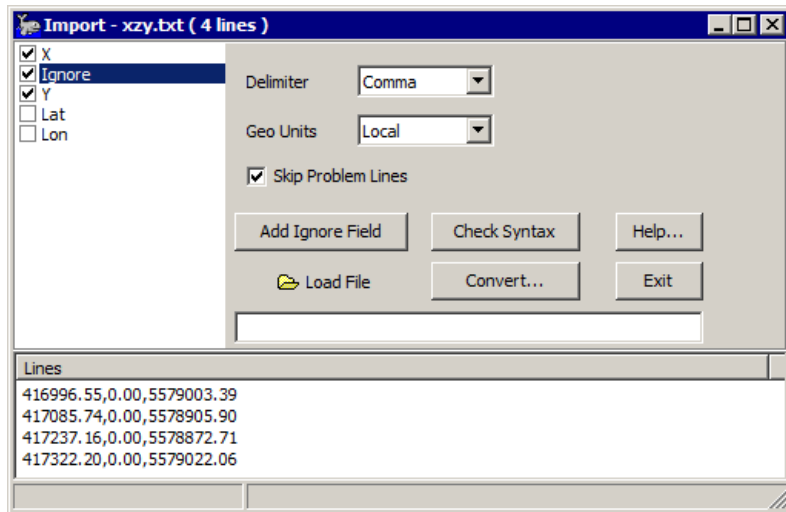 Import - xzy.txt ( 4 lines )
X
Ignore
Y
Lat
Lon
Delimiter Comma
Geo Units Local
Skip Problem Lines
Add Ignore Field Check Syntax Help...
Load File Convert... Exit
Lines
416996.55,0.00,5579003.39
417085.74,0.00,5578905.90
417237.16,0.00,5578872.71
417322.20,0.00,5579022.06